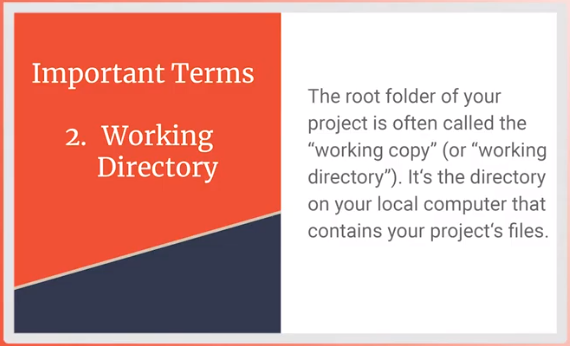 Important Terms
2. Working
Directory
The root folder of your
project is often called the
“working copy” (or “working
directory”). It‘s the directory
on your local computer that
contains your project‘s files.